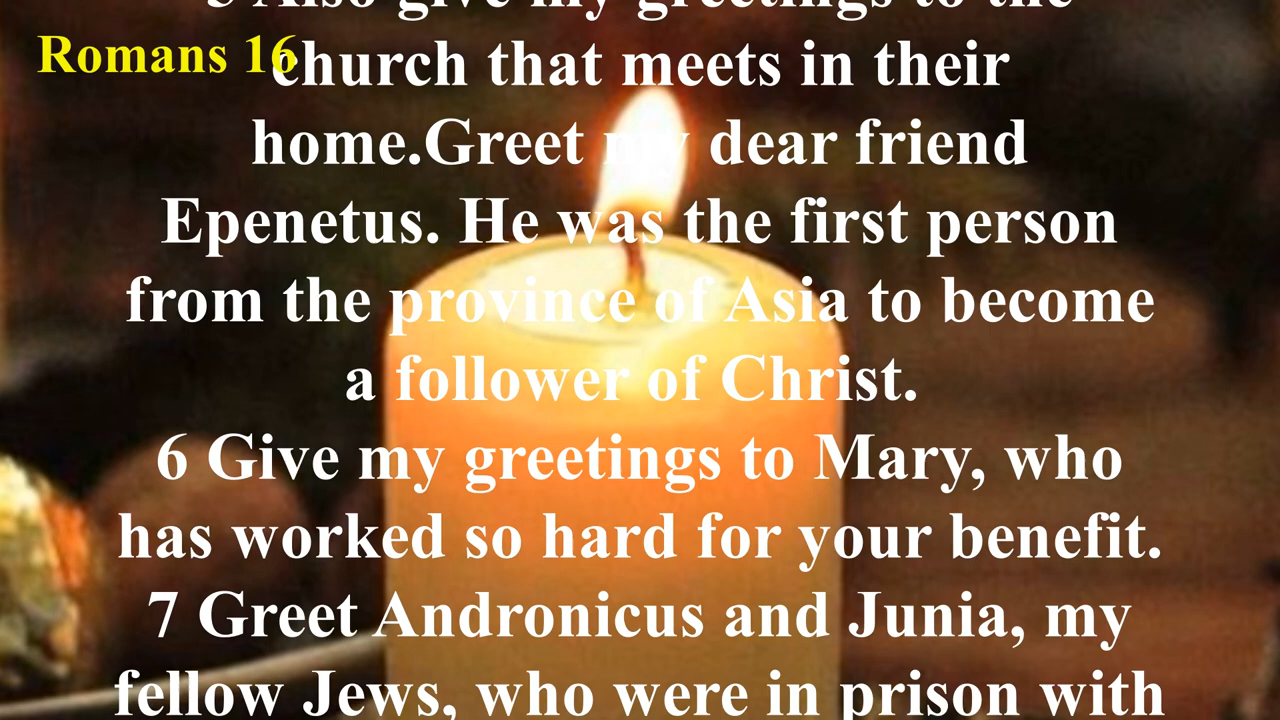 5 Also give my greetings to the
Romans 16
church that meets in their
home.Greet my dear friend
Epenetus. He was the first person
from the province of Asia to become
a follower of Christ.
6 Give my greetings to Mary, who
has worked so hard for your benefit.
7 Greet Andronicus and Junia, my
fellow Jews, who were in prison with